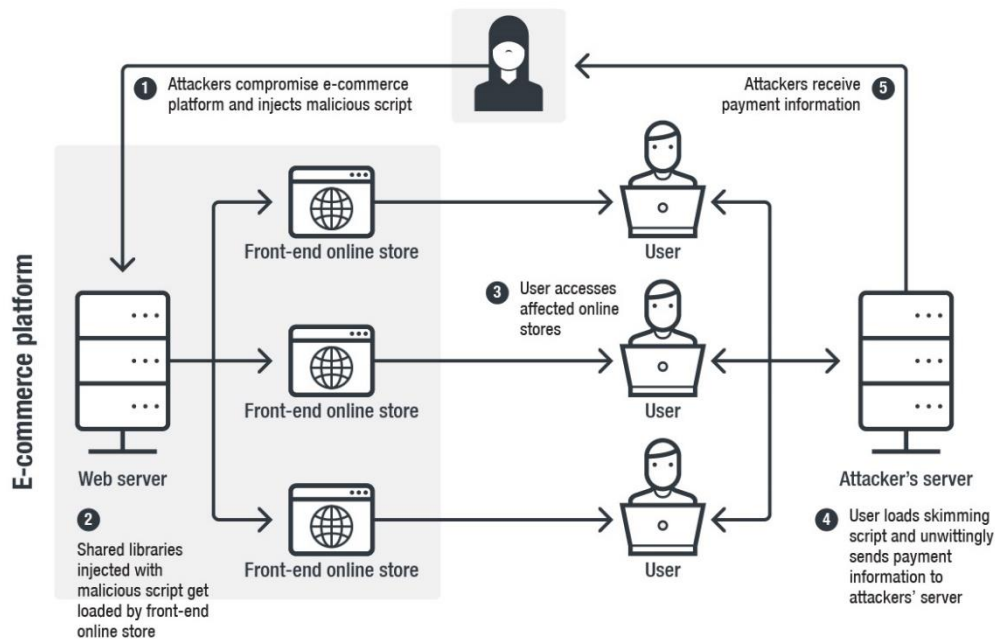 1 Attackers compromise e-commerce
platform and injects malicious script
Attackers receive 5
payment information
E-commerce platform
Front-end online store
User
3 User accesses
affected online
stores
Front-end online store
User
Web server
Front-end online store
User
Attacker's server
2
Shared libraries
injected with
malicious script get
loaded by front-end
online store
4 User loads skimming
script and unwittingly
sends payment
information to
attackers' server